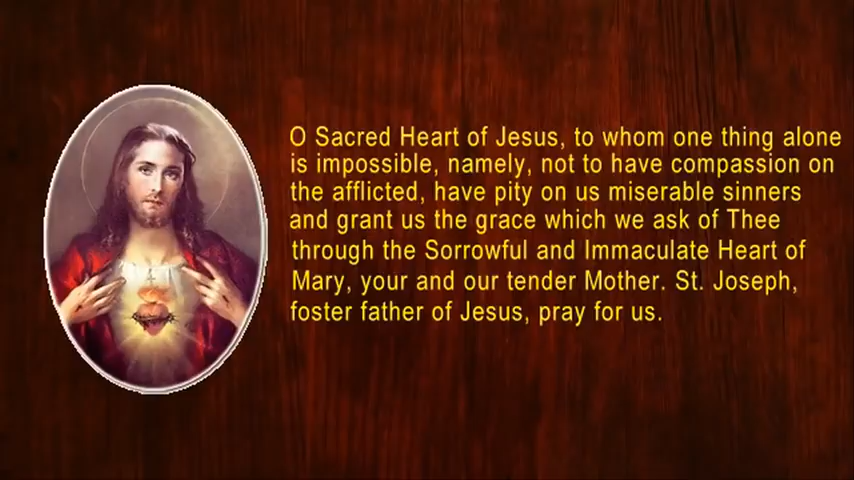 O Sacred Heart of Jesus, to whom one thing alone
is impossible, namely, not to have compassion on
the afflicted, have pity on us miserable sinners
and grant us the grace which we ask of Thee
through the Sorrowful and Immaculate Heart of
Mary, your and our tender Mother. St. Joseph,
foster father of Jesus, pray for us.